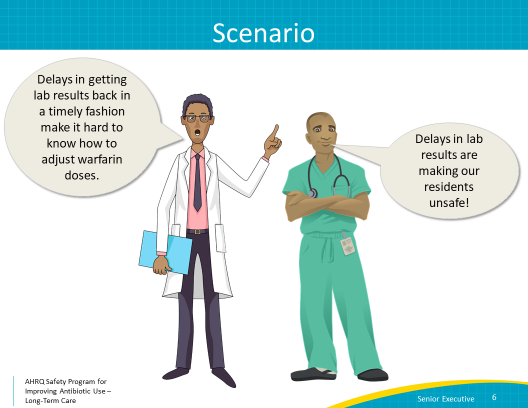 Scenario
Delays in getting
lab results back in
a timely fashion
make it hard to
know how to
adjust warfarin
doses.
Delays in lab
results are
making our
residents
unsafe!
AHRQ Safety Program for
Improving Antibiotic Use –
Long-Term Care
Senior Executive 6